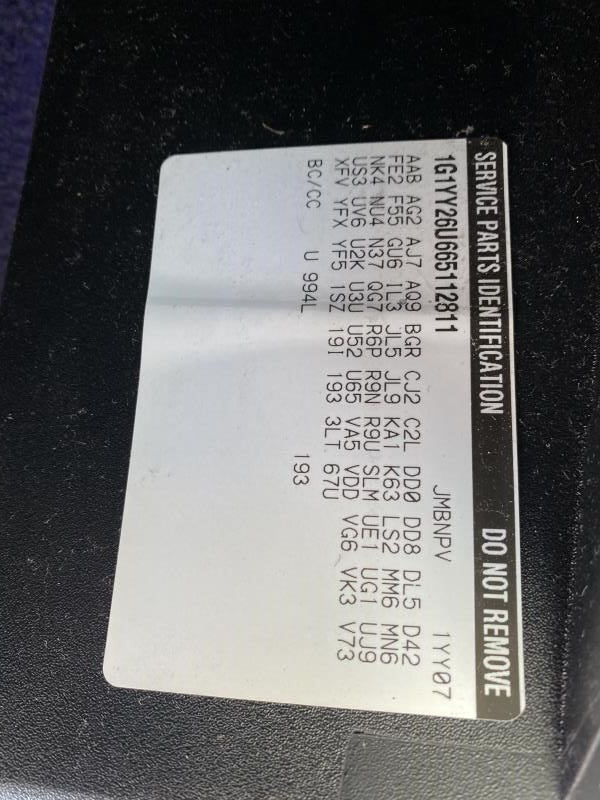 SERVICE PARTS IDENTIFICATION DO NOT REMOVE
1G1YY26U665112811 JMBNPV 1YY07
AAB AG2 AJ7 AQ9 BGR CJ2 C2L DD0 DD8 DL5 D42
FE2 F55 GU6 IL3 JL5 JL9 KA1 K63 LS2 MM6 MN6
NK4 NU4 N37 QG7 R6P R9N R9U SLM UE1 UG1 UJ9
US3 UV6 U2K U3U U52 U65 VA5 VDD VG6 VK3 V73
XFV YFX YF5 1SZ 19I 193 3LT 67U
BC/CC U 994L 193